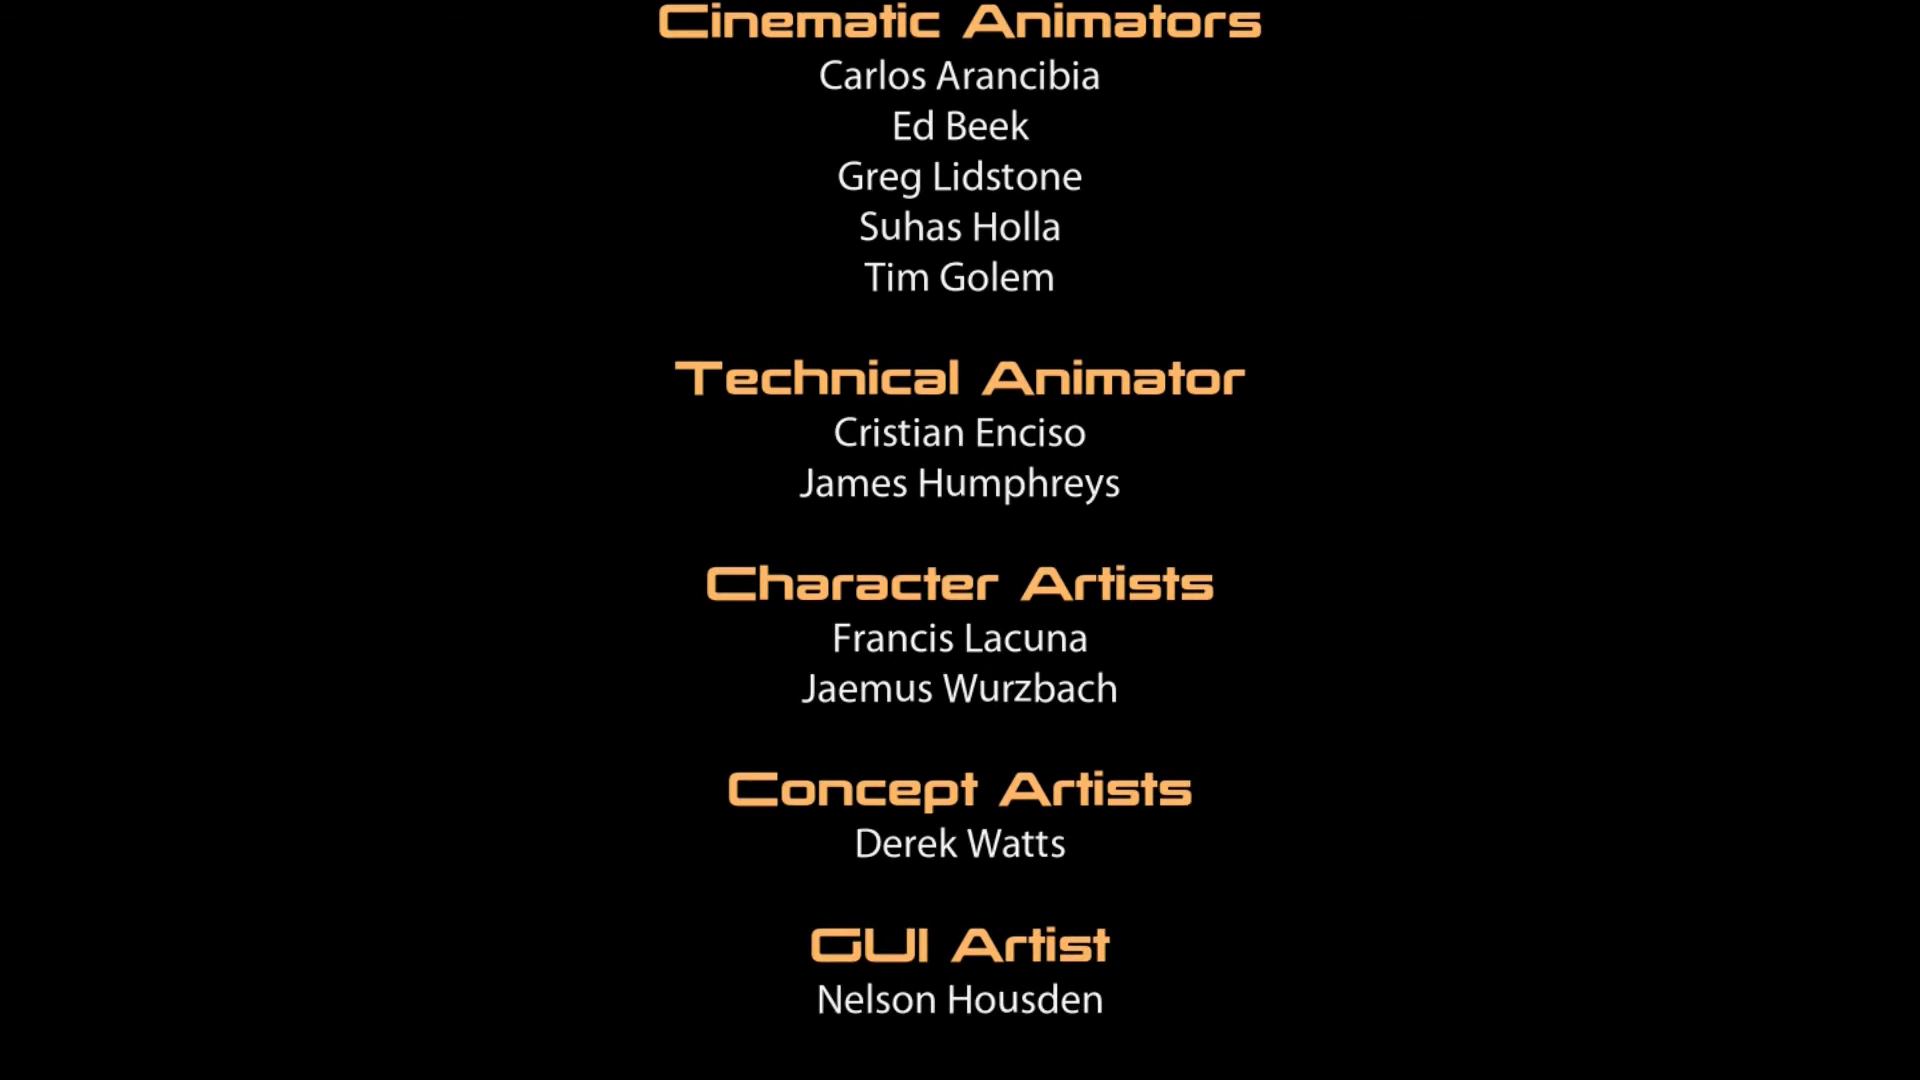 Cinematic Animators
Carlos Arancibia
Ed Beek
Greg Lidstone
Suhas Holla
Tim Golem
Technical Animator
Cristian Enciso
James Humphreys
Character Artists
Francis Lacuna
Jaemus Wurzbach
Concept Artists
Derek Watts
GUI Artist
Nelson Housden